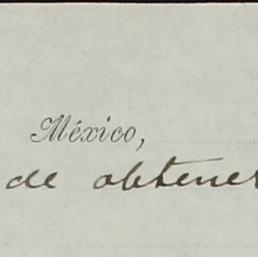 México,
de obtener